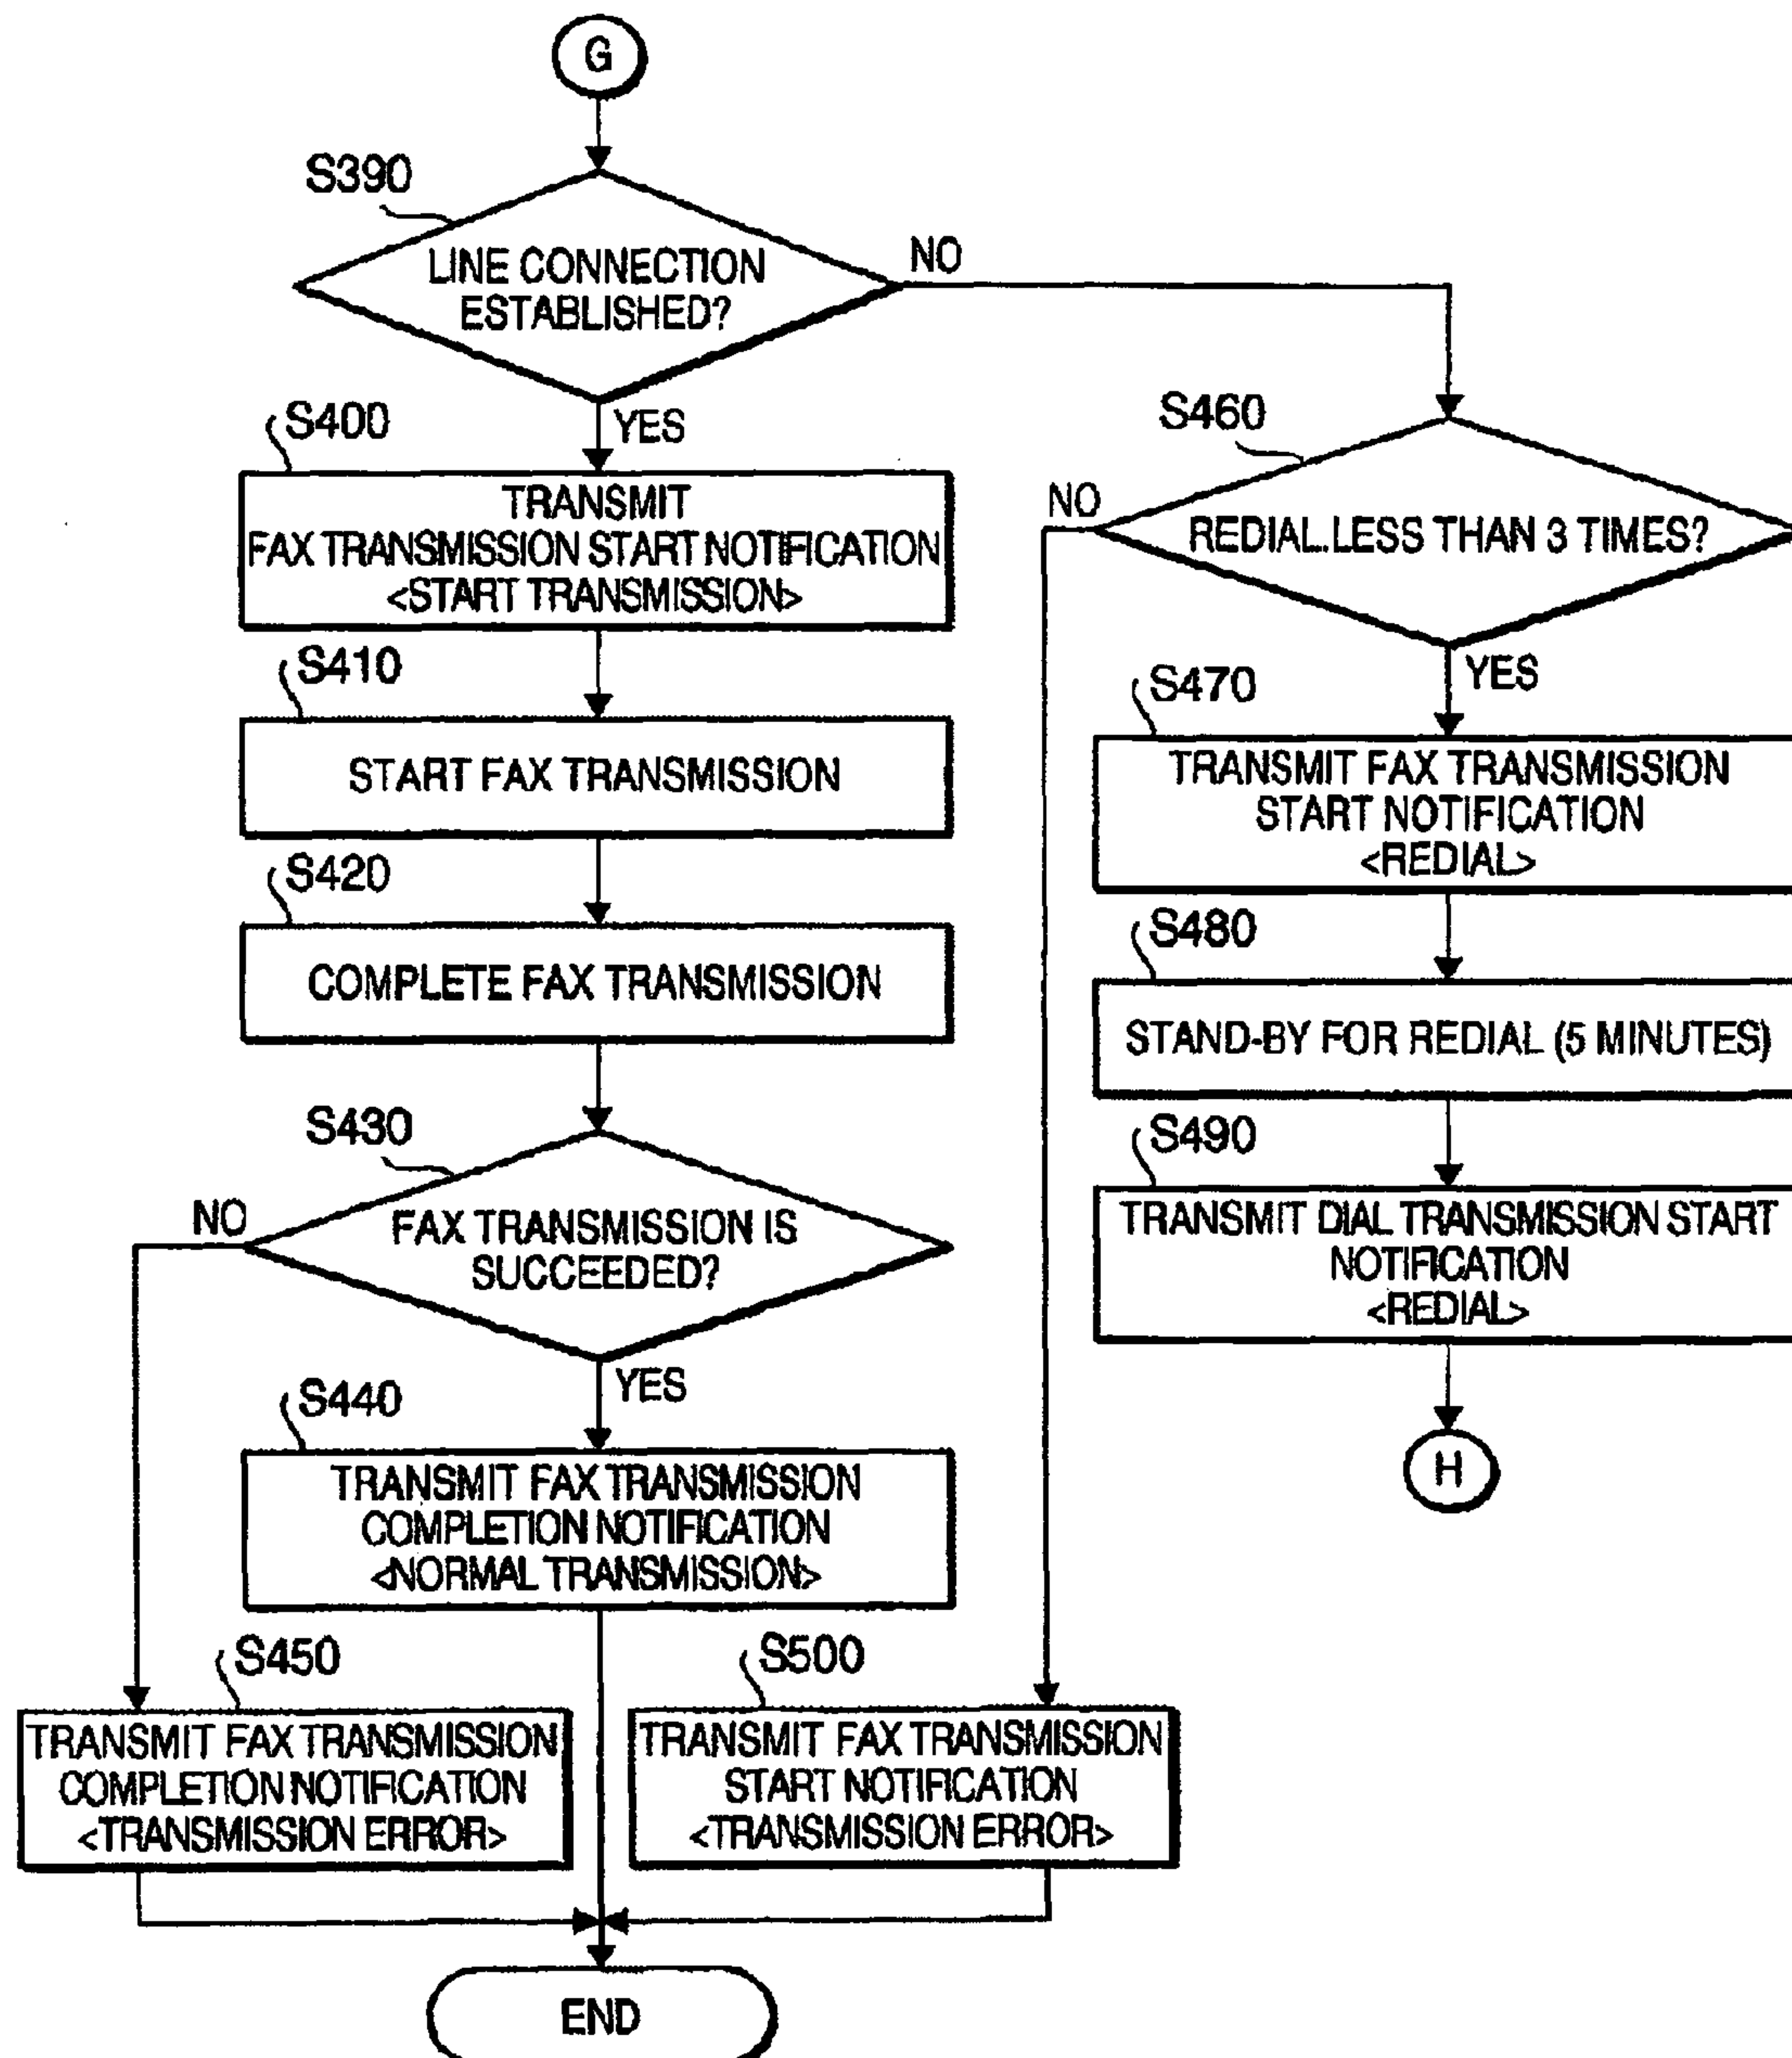 G
S390
LINE CONNECTION
ESTABLISHED?
NO
YES
S400
TRANSMIT
FAX TRANSMISSION START NOTIFICATION
<START TRANSMISSION>
S410
START FAX TRANSMISSION
S420
COMPLETE FAX TRANSMISSION
S430
FAX TRANSMISSION IS
SUCCEEDED?
NO
YES
S440
TRANSMIT FAX TRANSMISSION
COMPLETION NOTIFICATION
<NORMAL TRANSMISSION>
S450
TRANSMIT FAX TRANSMISSION
COMPLETION NOTIFICATION
<TRANSMISSION ERROR>
S460
REDIAL.LESS THAN 3 TIMES?
NO
YES
S470
TRANSMIT FAX TRANSMISSION
START NOTIFICATION
<REDIAL>
S480
STAND-BY FOR REDIAL (5 MINUTES)
S490
TRANSMIT DIAL TRANSMISSION START
NOTIFICATION
<REDIAL>
H
S500
TRANSMIT FAX TRANSMISSION
START NOTIFICATION
<TRANSMISSION ERROR>
END